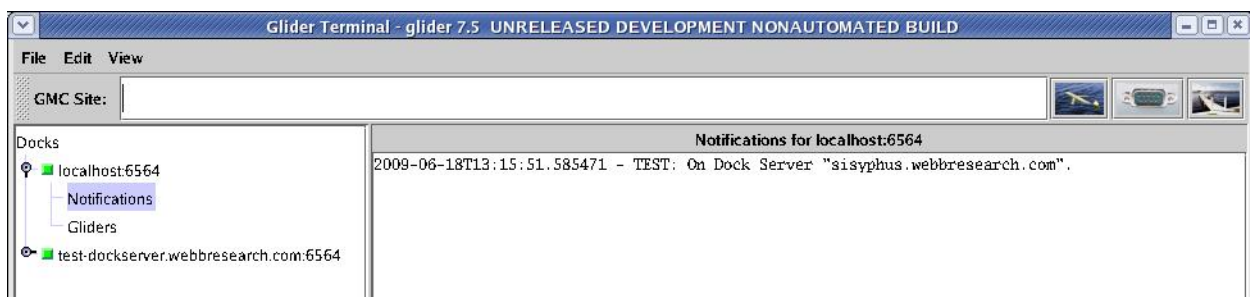 Glider Terminal - glider 7.5 UNRELEASED DEVELOPMENT NONAUTOMATED BUILD
File Edit View
GMC Site:
Docks
localhost:6564
Notifications
Gliders
test-dockserver.webbresearch.com:6564
Notifications for localhost:6564
2009-06-18T13:15:51.585471 - TEST: On Dock Server "sisyphus.webbresearch.com".